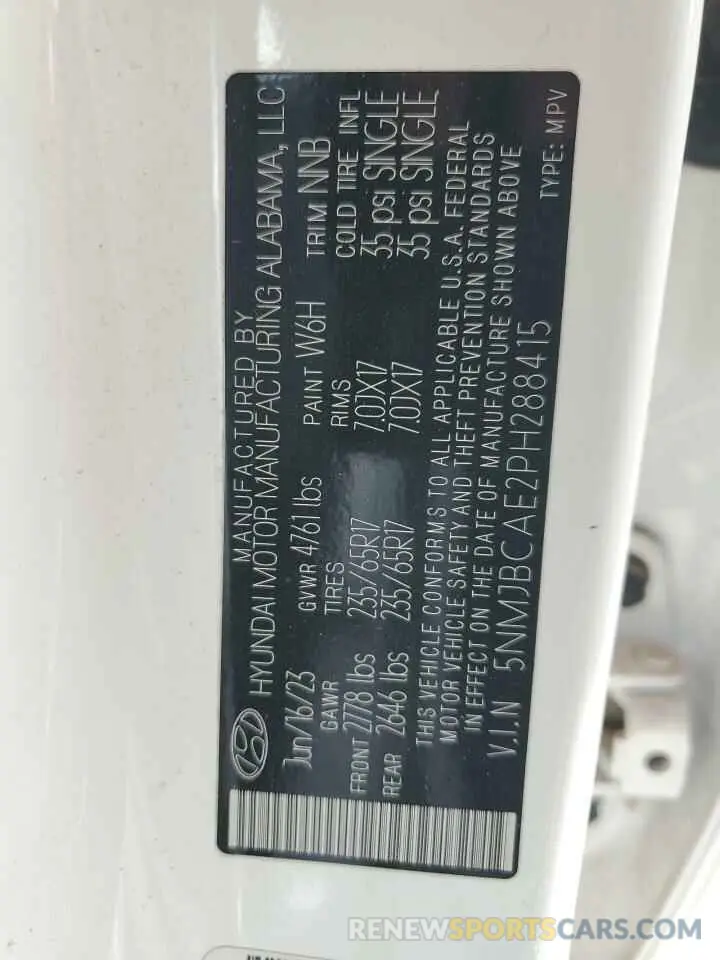 MANUFACTURED BY
HYUNDAI MOTOR MANUFACTURING ALABAMA, LLC
Jun/16/23 GVWR 4761 lbs PAINT W6H TRIM NNB
GAWR TIRES RIMS COLD TIRE INFL
FRONT 2778 lbs 235/65R17 7.0JX17 35 psi SINGLE
REAR 2646 lbs 235/65R17 7.0JX17 35 psi SINGLE
THIS VEHICLE CONFORMS TO ALL APPLICABLE U.S.A. FEDERAL
MOTOR VEHICLE SAFETY AND THEFT PREVENTION STANDARDS
IN EFFECT ON THE DATE OF MANUFACTURE SHOWN ABOVE
V.I.N 5NMJBCAE2PH288415
TYPE: MPV
RENEWSPORTSCAR.COM